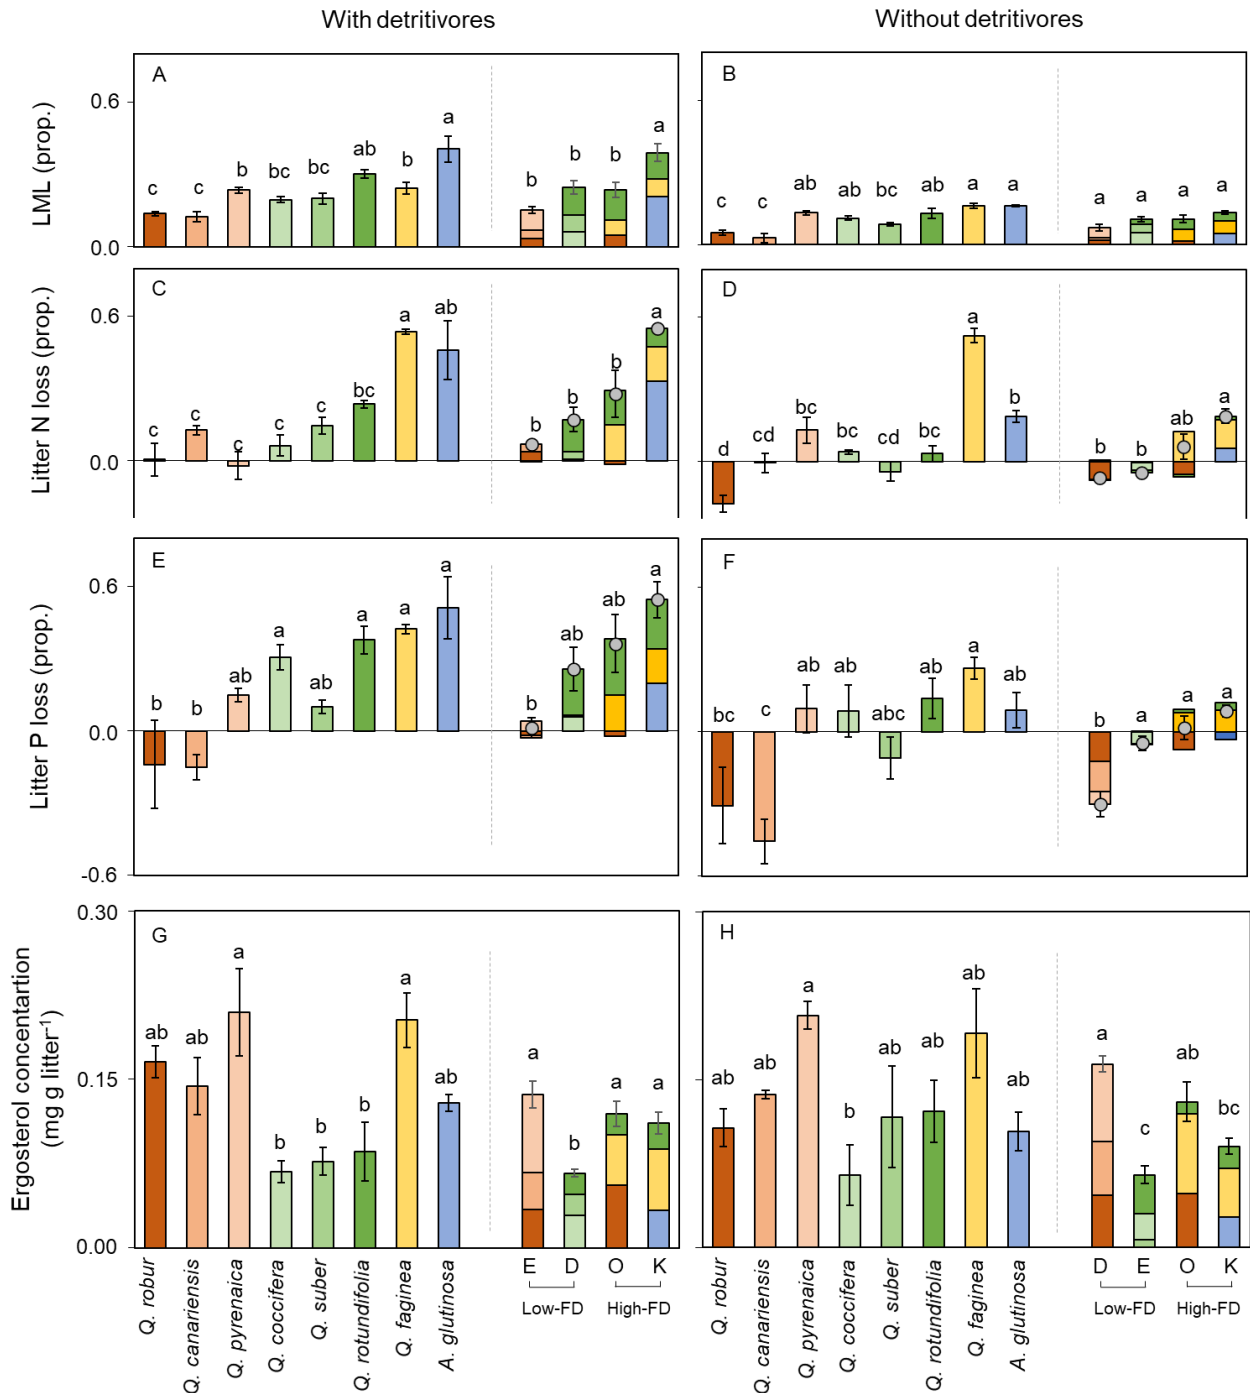 With detritivores
Without detritivores
LML (prop.)
0.6
0.0
A
c
c
b
bc
bc
ab
b
a
b
b
b
a
B
c
c
ab
ab
bc
ab
a
a
a
a
a
a
Litter N loss (prop.)
0.6
0.0
C
c
c
c
c
c
bc
a
ab
b
b
b
a
D
d
cd
bc
bc
cd
bc
a
b
b
b
ab
a
Litter P loss (prop.)
0.6
0.0
-0.6
E
b
b
ab
a
ab
a
a
a
b
ab
ab
a
F
bc
c
ab
ab
abc
ab
a
ab
b
a
a
a
Ergosterol concentartion
(mg g litter-1)
0.30
0.15
0.00
G
ab
ab
a
b
b
b
a
ab
a
b
a
a
H
ab
ab
a
b
ab
ab
ab
ab
a
c
ab
bc
Q. robur
Q. canariensis
Q. pyrenaica
Q. coccifera
Q. suber
Q. rotundifolia
Q. faginea
A. glutinosa
E D O K
Low-FD High-FD
Q. robur
Q. canariensis
Q. pyrenaica
Q. coccifera
Q. suber
Q. rotundifolia
Q. faginea
A. glutinosa
D E O K
Low-FD High-FD